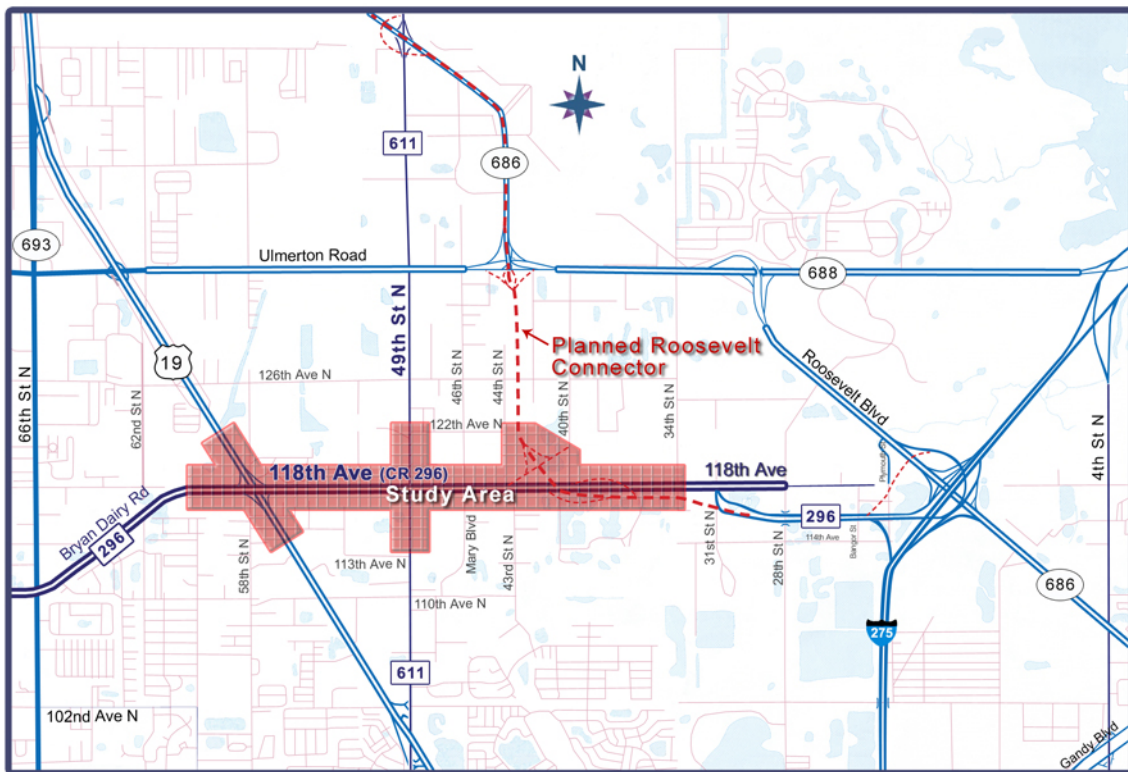 N
611
686
693
Ulmerton Road
688
Planned Roosevelt
Connector
19
49th St N
46th St N
44th St N
40th St N
34th St N
126th Ave N
62nd St N
66th St N
Roosevelt Blvd
4th St N
122nd Ave N
118th Ave (CR 296)
Study Area
118th Ave
Plymouth
Bryan Dairy Rd
296
58th St N
113th Ave N
Mary Blvd
43rd St N
31st St N
28th St N
296
114th Ave
Bangor St
110th Ave N
686
275
611
102nd Ave N
Gandy Blvd